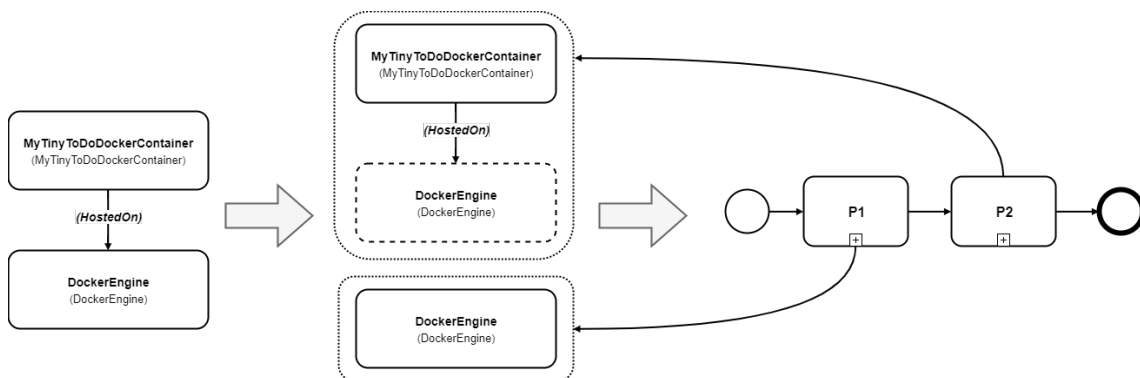 MyTinyToDoDockerContainer
(MyTinyToDoDockerContainer)
(HostedOn)
DockerEngine
(DockerEngine)
MyTinyToDoDockerContainer
(MyTinyToDoDockerContainer)
(HostedOn)
DockerEngine
(DockerEngine)
DockerEngine
(DockerEngine)
P1
P2